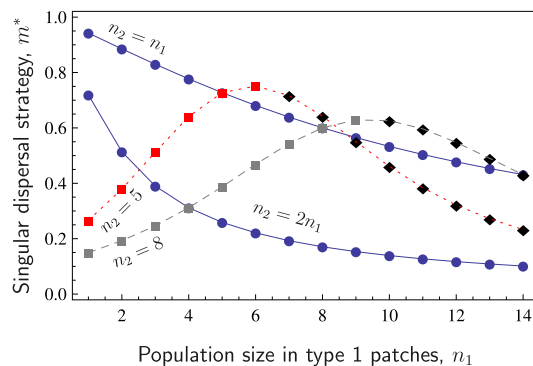 Singular dispersal strategy, m*
1.0
0.8
0.6
0.4
0.2
0.0
n₂ = n₁
n₂ = 5
n₂ = 8
n₂ = 2n₁
2 4 6 8 10 12 14
Population size in type 1 patches, n₁